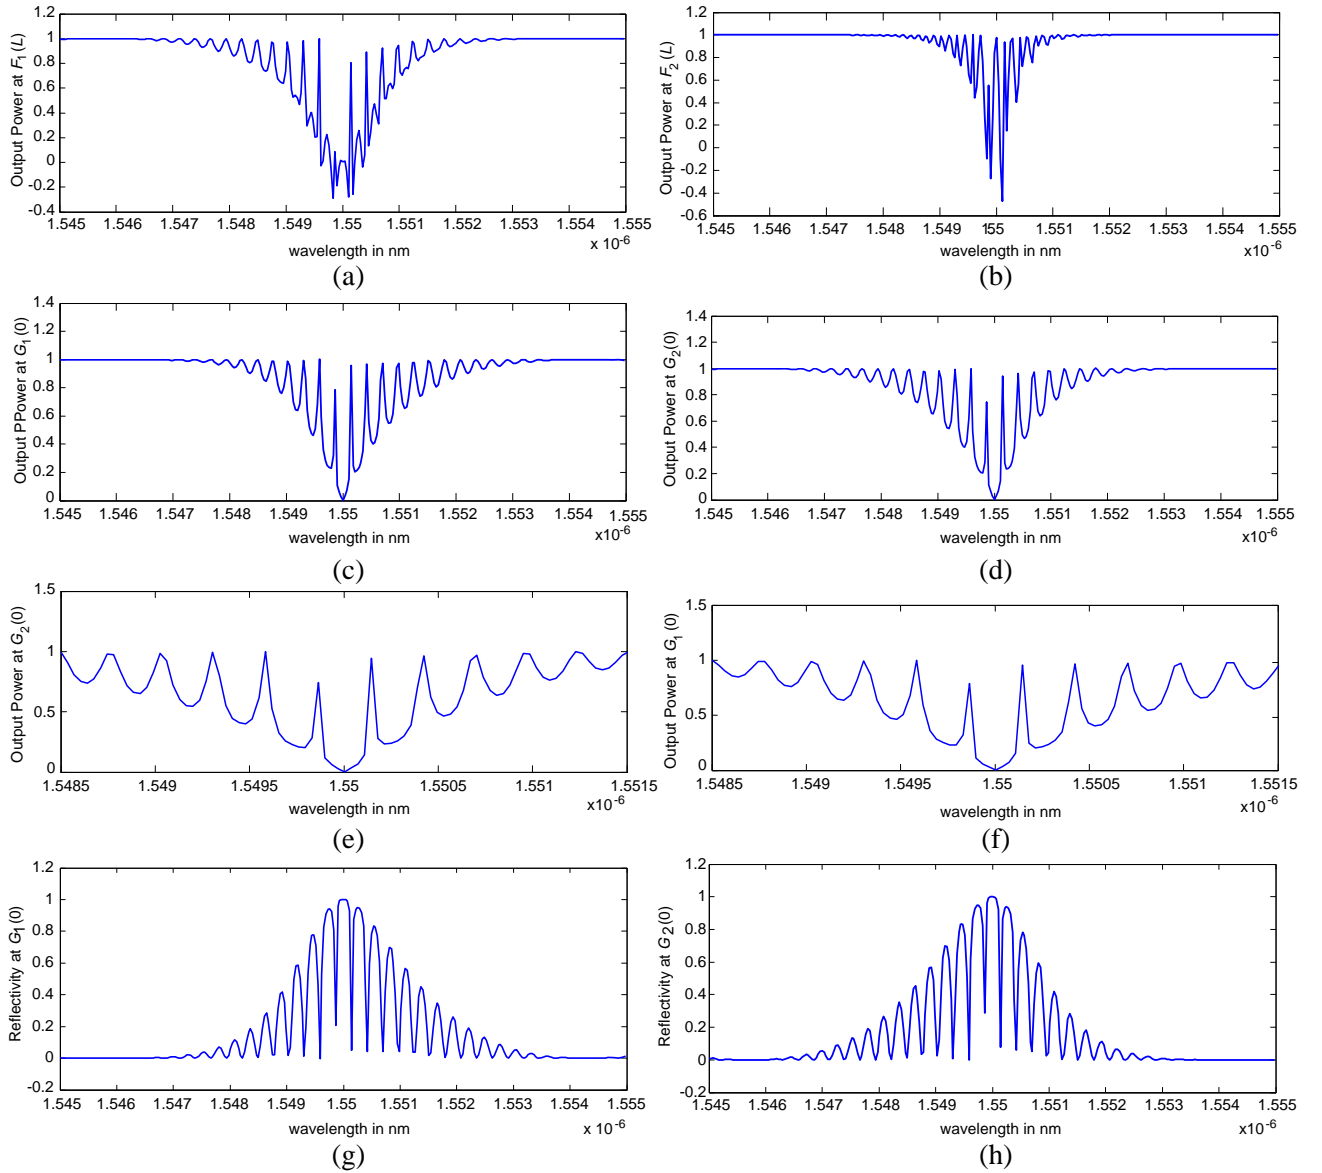 1.2
1
0.8
0.6
0.4
0.2
0
-0.2
-0.4
Output Power at F1(L)
1.545 1.546 1.547 1.548 1.549 1.55 1.551 1.552 1.553 1.554 1.555
wavelength in nm
x 10-6
(a)
1.2
1
0.8
0.6
0.4
0.2
0
-0.2
-0.4
-0.6
Output Power at F2(L)
1.545 1.546 1.547 1.548 1.549 1.55 1.551 1.552 1.553 1.554 1.555
wavelength in nm
x10-6
(b)
1.4
1.2
1
0.8
0.6
0.4
0.2
0
Output PPower at G1(0)
1.545 1.546 1.547 1.548 1.549 1.55 1.551 1.552 1.553 1.554 1.555
wavelength in nm
x10-6
(c)
1.4
1.2
1
0.8
0.6
0.4
0.2
0
Output Power at G2(0)
1.545 1.546 1.547 1.548 1.549 1.55 1.551 1.552 1.553 1.554 1.555
wavelength in nm
x10-6
(d)
1.5
1
0.5
0
Output Power at G2(0)
1.5485 1.549 1.5495 1.55 1.5505 1.551 1.5515
wavelength in nm
x10-6
(e)
1.5
1
0.5
0
Output Power at G1(0)
1.5485 1.549 1.5495 1.55 1.5505 1.551 1.5515
wavelength in nm
x10-6
(f)
1.2
1
0.8
0.6
0.4
0.2
0
-0.2
Reflectivity at G1(0)
1.545 1.546 1.547 1.548 1.549 1.55 1.551 1.552 1.553 1.554 1.555
wavelength in nm
x 10-6
(g)
1.2
1
0.8
0.6
0.4
0.2
0
-0.2
Reflectivity at G2(0)
1.545 1.546 1.547 1.548 1.549 1.55 1.551 1.552 1.553 1.554 1.555
wavelength in nm
x10-6
(h)